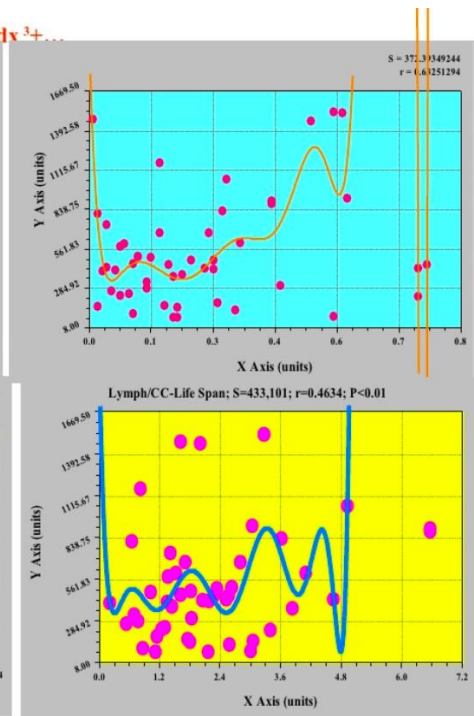 dx ³+...
S = 372.39349244
r = 0.63251294
Y Axis (units)
1669.50
1392.58
1115.67
838.75
561.83
284.92
8.00
0.0 0.1 0.3 0.4 0.5 0.6 0.8
X Axis (units)
Lymph/CC-Life Span; S=433,101; r=0.4634; P<0.01
Y Axis (units)
1669.50
1392.58
1115.67
838.75
561.83
284.92
8.00
0.0 1.2 2.4 3.6 4.8 6.0 7.2
X Axis (units)